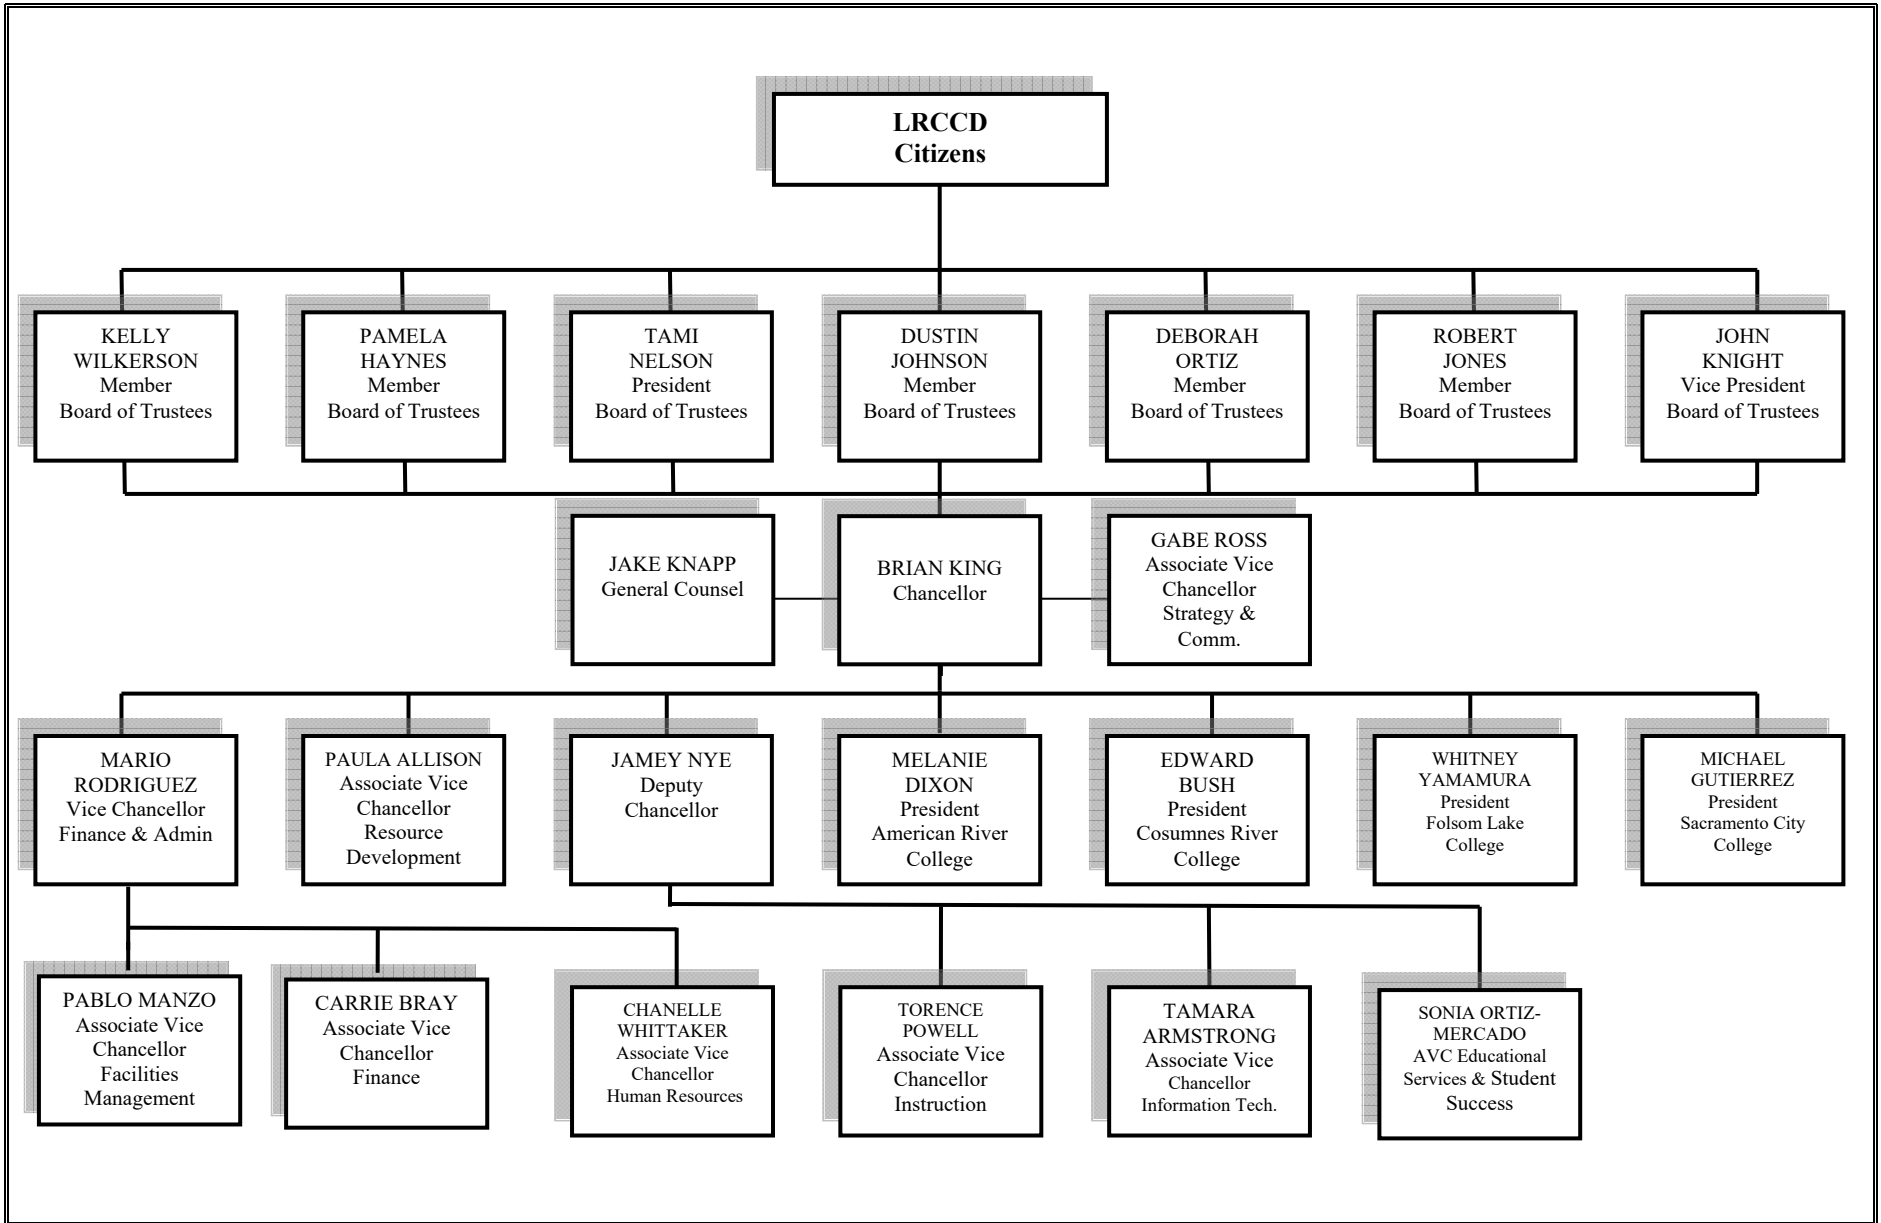 LRCCD
Citizens
KELLY
WILKERSON
Member
Board of Trustees
PAMELA
HAYNES
Member
Board of Trustees
TAMI
NELSON
President
Board of Trustees
DUSTIN
JOHNSON
Member
Board of Trustees
DEBORAH
ORTIZ
Member
Board of Trustees
ROBERT
JONES
Member
Board of Trustees
JOHN
KNIGHT
Vice President
Board of Trustees
JAKE KNAPP
General Counsel
BRIAN KING
Chancellor
GABE ROSS
Associate Vice
Chancellor
Strategy &
Comm.
MARIO
RODRIGUEZ
Vice Chancellor
Finance & Admin
PAULA ALLISON
Associate Vice
Chancellor
Resource
Development
JAMEY NYE
Deputy
Chancellor
MELANIE
DIXON
President
American River
College
EDWARD
BUSH
President
Cosumnes River
College
WHITNEY
YAMAMURA
President
Folsom Lake
College
MICHAEL
GUTIERREZ
President
Sacramento City
College
PABLO MANZO
Associate Vice
Chancellor
Facilities
Management
CARRIE BRAY
Associate Vice
Chancellor
Finance
CHANELLE
WHITTAKER
Associate Vice
Chancellor
Human Resources
TORENCE
POWELL
Associate Vice
Chancellor
Instruction
TAMARA
ARMSTRONG
Associate Vice
Chancellor
Information Tech.
SONIA ORTIZ-
MERCADO
AVC Educational
Services & Student
Success